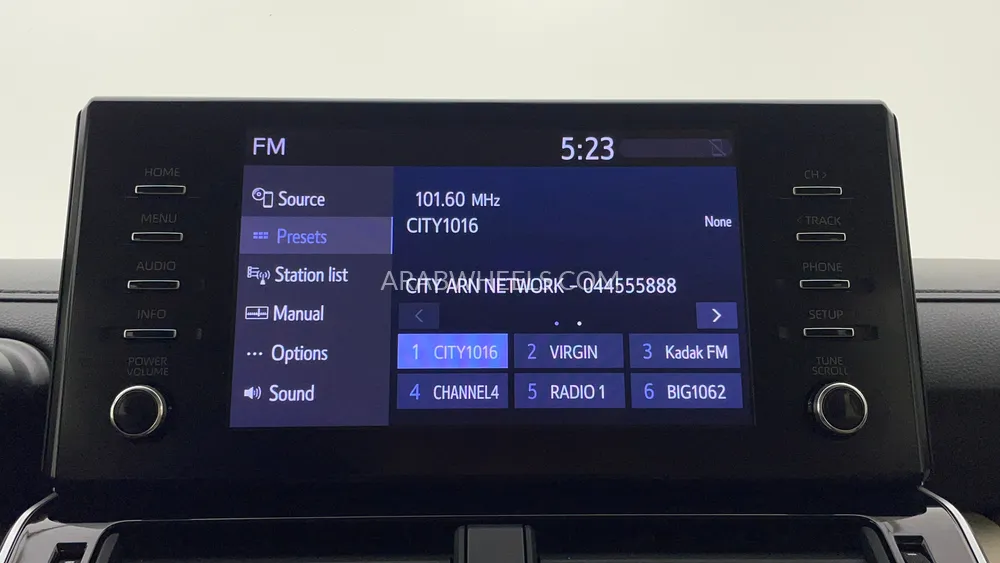 FM 5:23
HOME
MENU
AUDIO
INFO
POWER
VOLUME
Source
Presets
Station list
Manual
Options
Sound
101.60 MHz
CITY1016
None
ARABWHEELS.COM
CITY ARN NETWORK - 044555888
< >
1 CITY1016 2 VIRGIN 3 Kadak FM
4 CHANNEL4 5 RADIO 1 6 BIG1062
CH >
< TRACK
PHONE
SETUP
TUNE
SCROLL